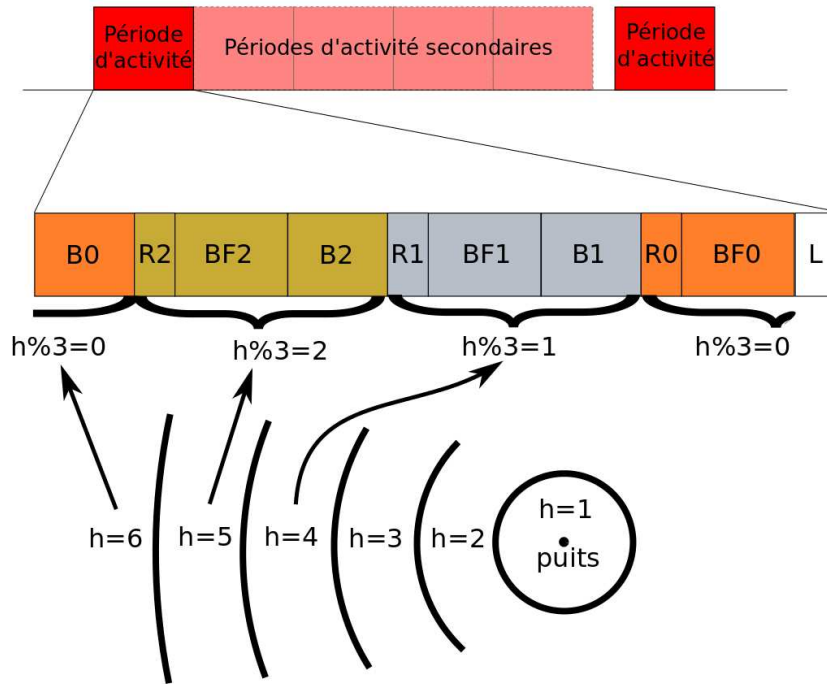 Période
d'activité
Périodes d'activité secondaires
Période
d'activité
B0 R2 BF2 B2 R1 BF1 B1 R0 BF0 L
h%3=0 h%3=2 h%3=1 h%3=0
h=6 h=5 h=4 h=3 h=2
h=1
puits